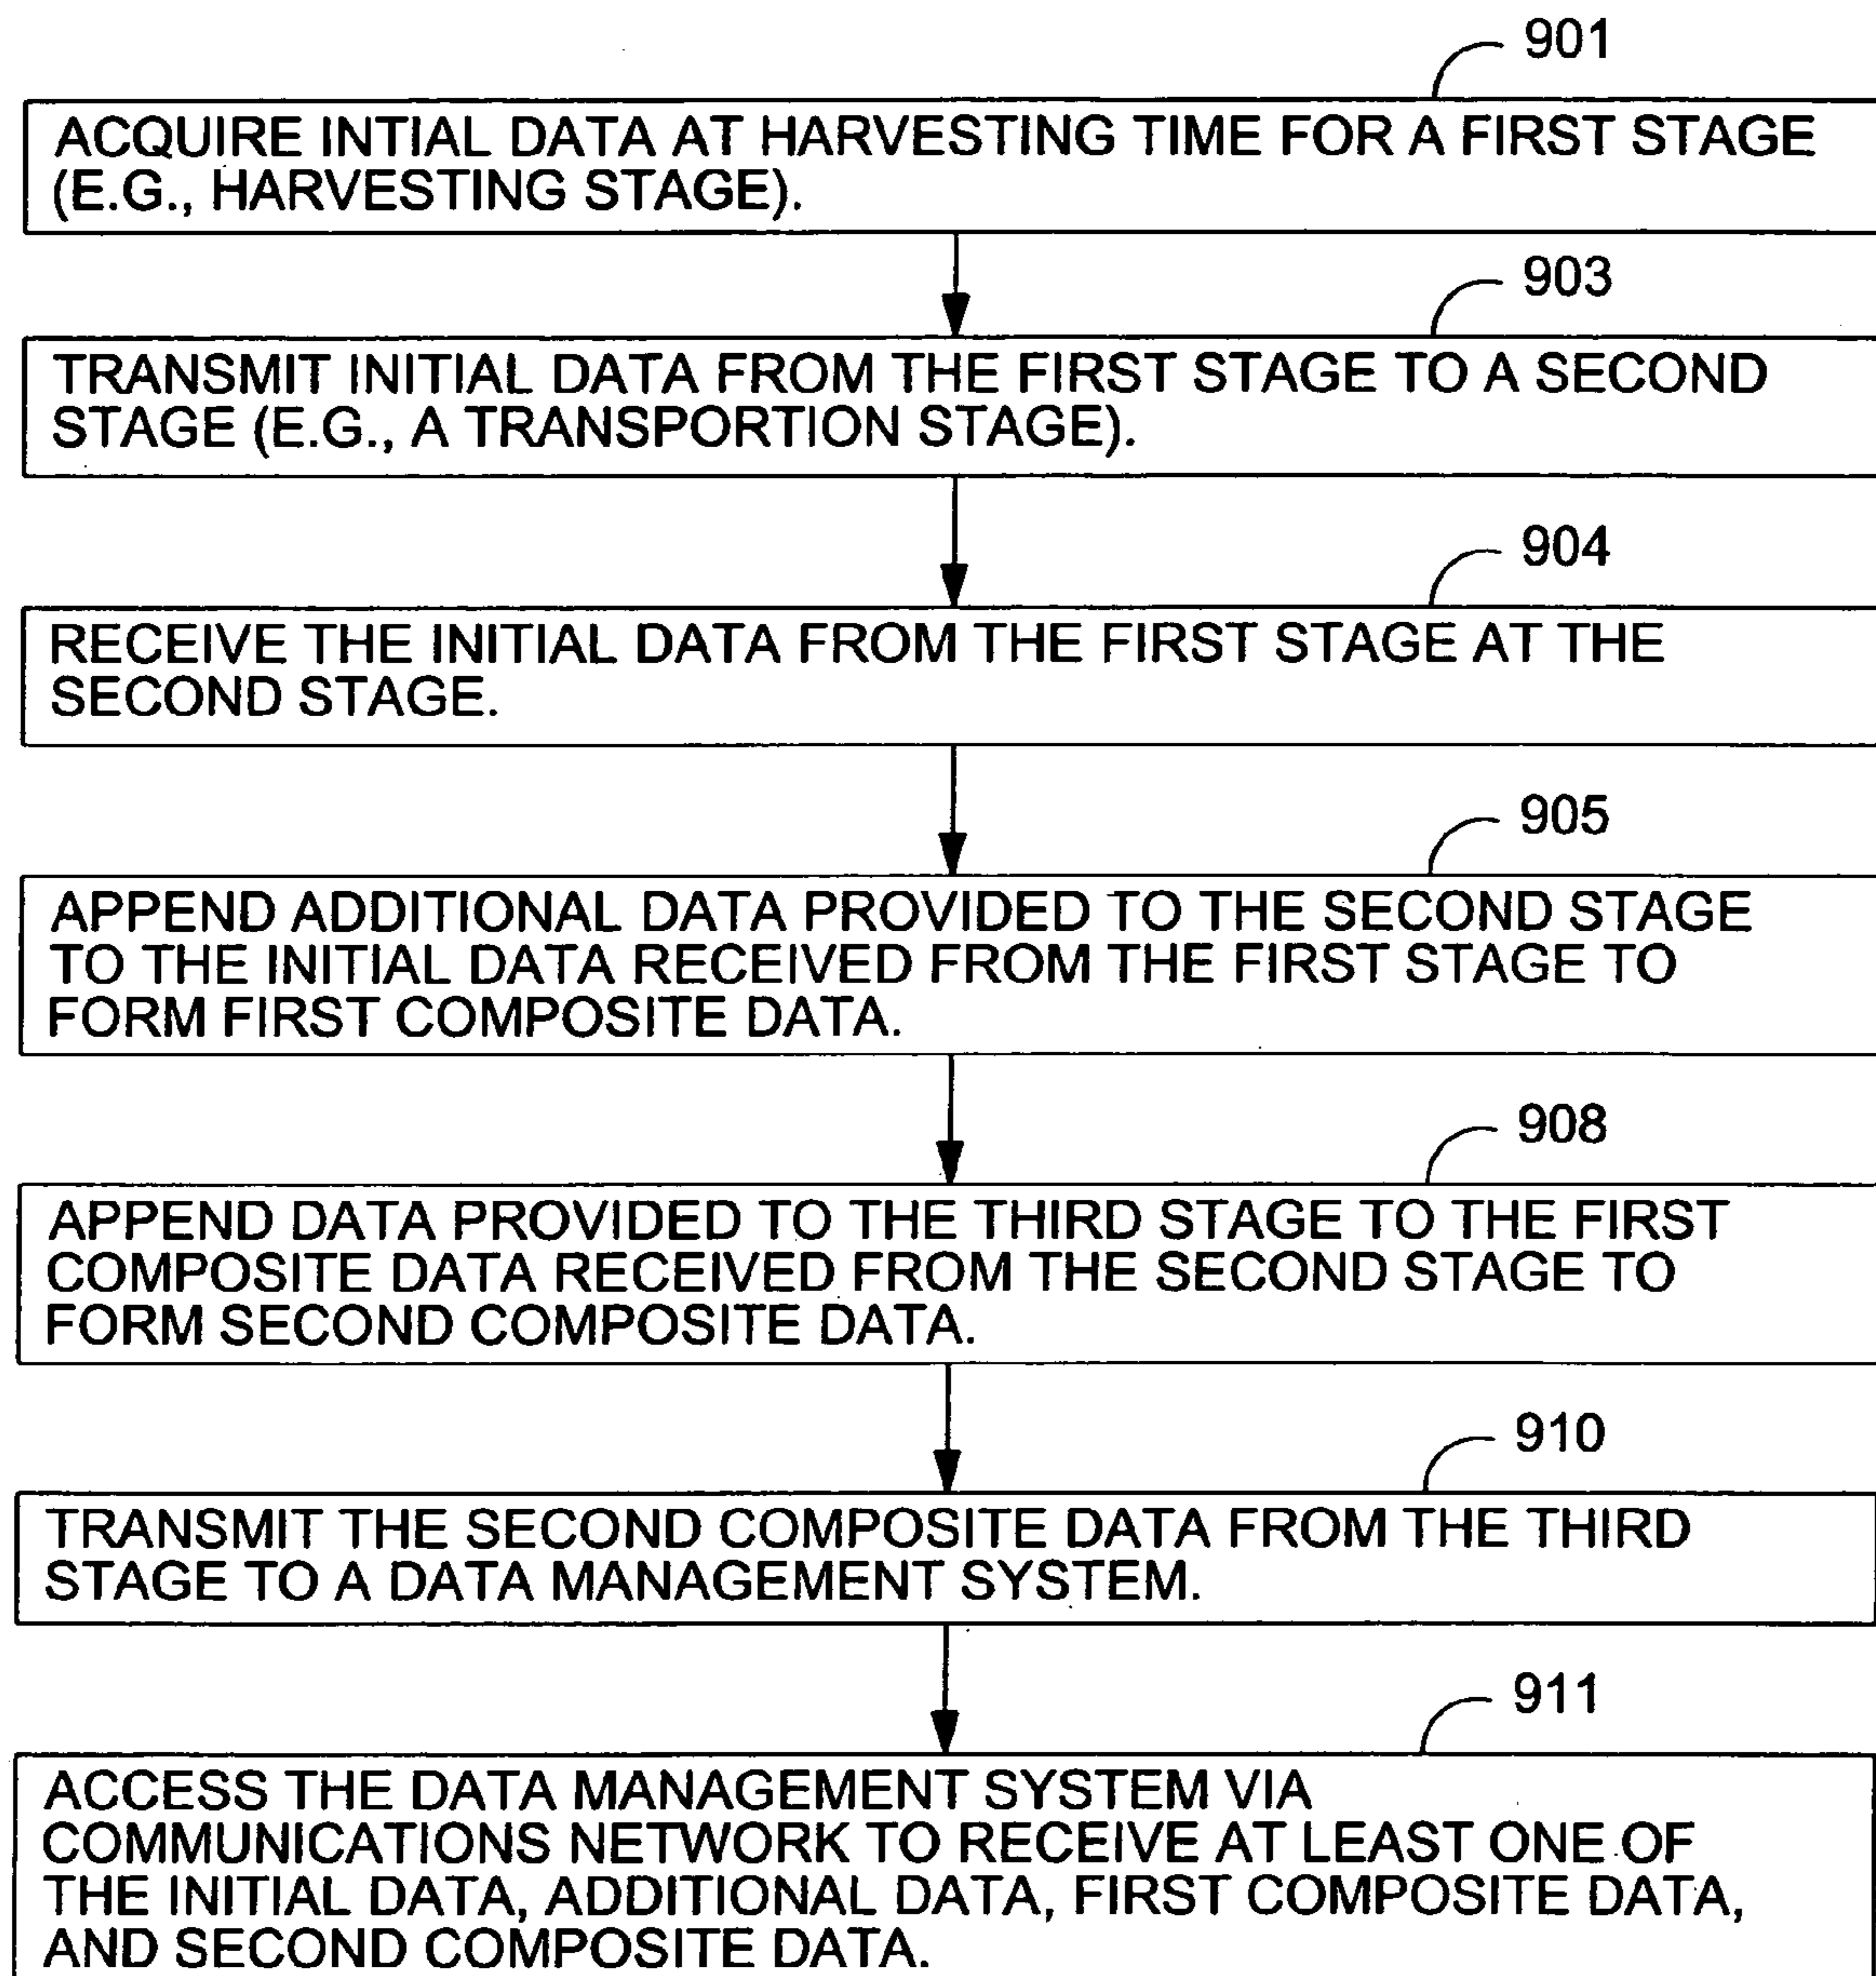 901
ACQUIRE INTIAL DATA AT HARVESTING TIME FOR A FIRST STAGE
(E.G., HARVESTING STAGE).
903
TRANSMIT INITIAL DATA FROM THE FIRST STAGE TO A SECOND
STAGE (E.G., A TRANSPORTION STAGE).
904
RECEIVE THE INITIAL DATA FROM THE FIRST STAGE AT THE
SECOND STAGE.
905
APPEND ADDITIONAL DATA PROVIDED TO THE SECOND STAGE
TO THE INITIAL DATA RECEIVED FROM THE FIRST STAGE TO
FORM FIRST COMPOSITE DATA.
908
APPEND DATA PROVIDED TO THE THIRD STAGE TO THE FIRST
COMPOSITE DATA RECEIVED FROM THE SECOND STAGE TO
FORM SECOND COMPOSITE DATA.
910
TRANSMIT THE SECOND COMPOSITE DATA FROM THE THIRD
STAGE TO A DATA MANAGEMENT SYSTEM.
911
ACCESS THE DATA MANAGEMENT SYSTEM VIA
COMMUNICATIONS NETWORK TO RECEIVE AT LEAST ONE OF
THE INITIAL DATA, ADDITIONAL DATA, FIRST COMPOSITE DATA,
AND SECOND COMPOSITE DATA.